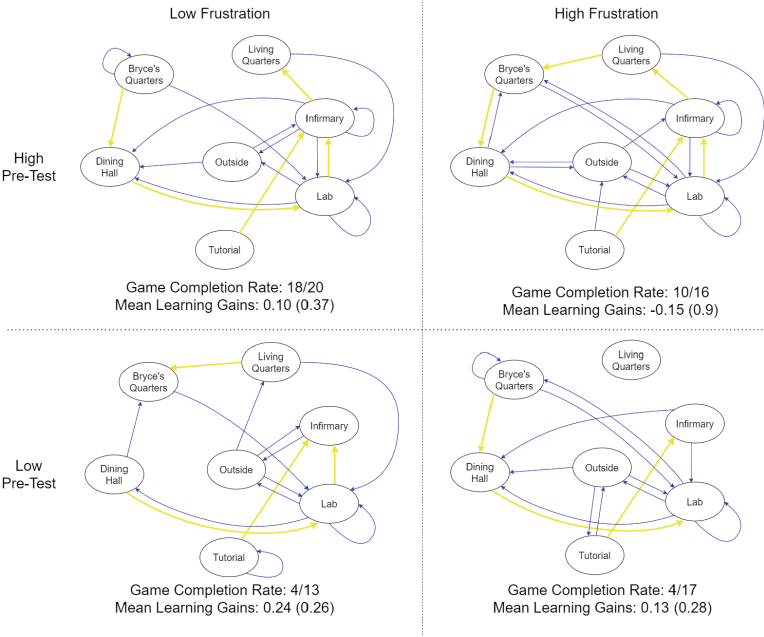 Low Frustration
High Frustration
High
Pre-Test
Bryce's
Quarters
Living
Quarters
Infirmary
Dining
Hall
Outside
Lab
Tutorial
Game Completion Rate: 18/20
Mean Learning Gains: 0.10 (0.37)
Bryce's
Quarters
Living
Quarters
Infirmary
Dining
Hall
Outside
Lab
Tutorial
Game Completion Rate: 10/16
Mean Learning Gains: -0.15 (0.9)
Low
Pre-Test
Bryce's
Quarters
Living
Quarters
Infirmary
Dining
Hall
Outside
Lab
Tutorial
Game Completion Rate: 4/13
Mean Learning Gains: 0.24 (0.26)
Living
Quarters
Bryce's
Quarters
Infirmary
Dining
Hall
Outside
Lab
Tutorial
Game Completion Rate: 4/17
Mean Learning Gains: 0.13 (0.28)